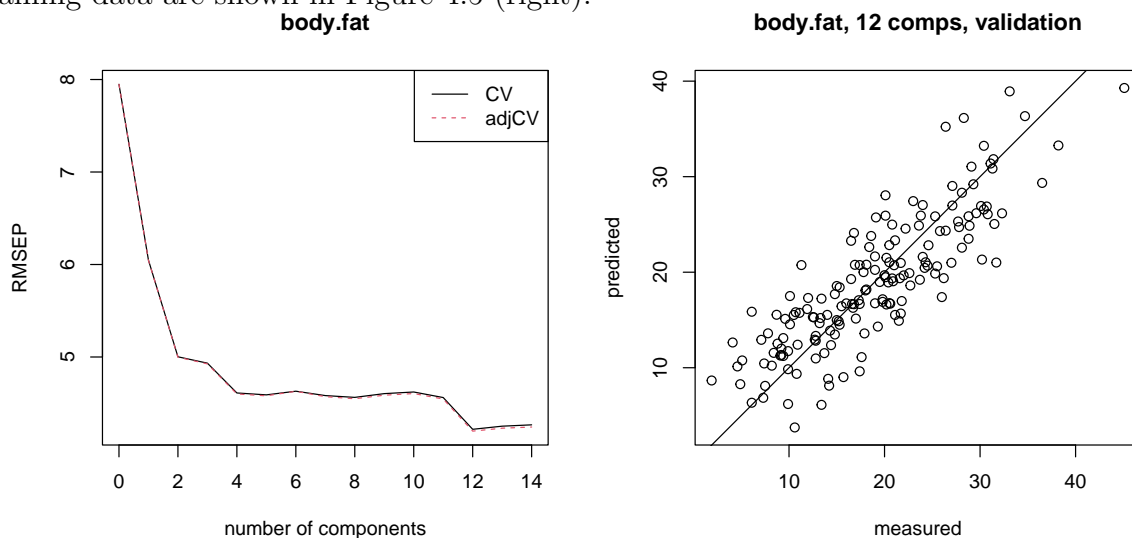 aining data are shown in Figure 4.5 (right).
body.fat
8
7
6
5
RMSEP
CV
adjCV
0 2 4 6 8 10 12 14
number of components
body.fat, 12 comps, validation
40
30
20
10
predicted
10 20 30 40
measured